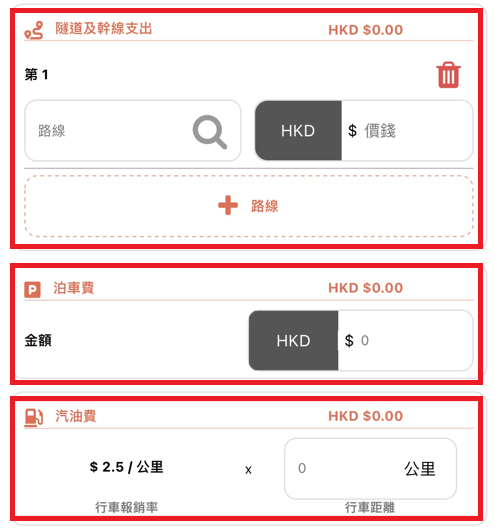 隧道及幹線支出 HKD $0.00
第 1
路線 HKD $ 價錢
路線
P 泊車費 HKD $0.00
金額 HKD $ 0
汽油費 HKD $0.00
$ 2.5 / 公里 x 0 公里
行車報銷率 行車距離